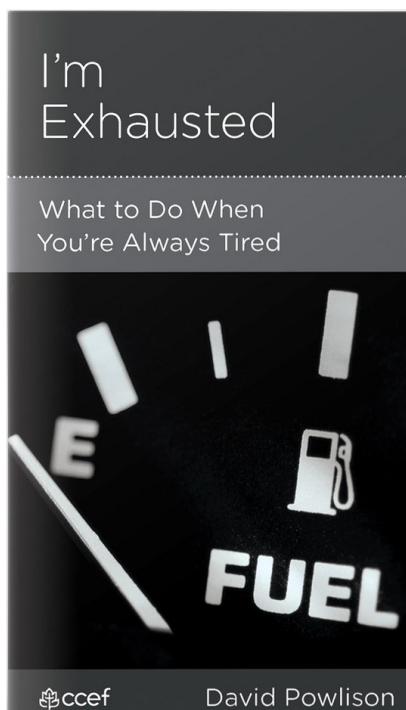 I'm
Exhausted
What to Do When
You're Always Tired
E
FUEL
ccef
David Powlison